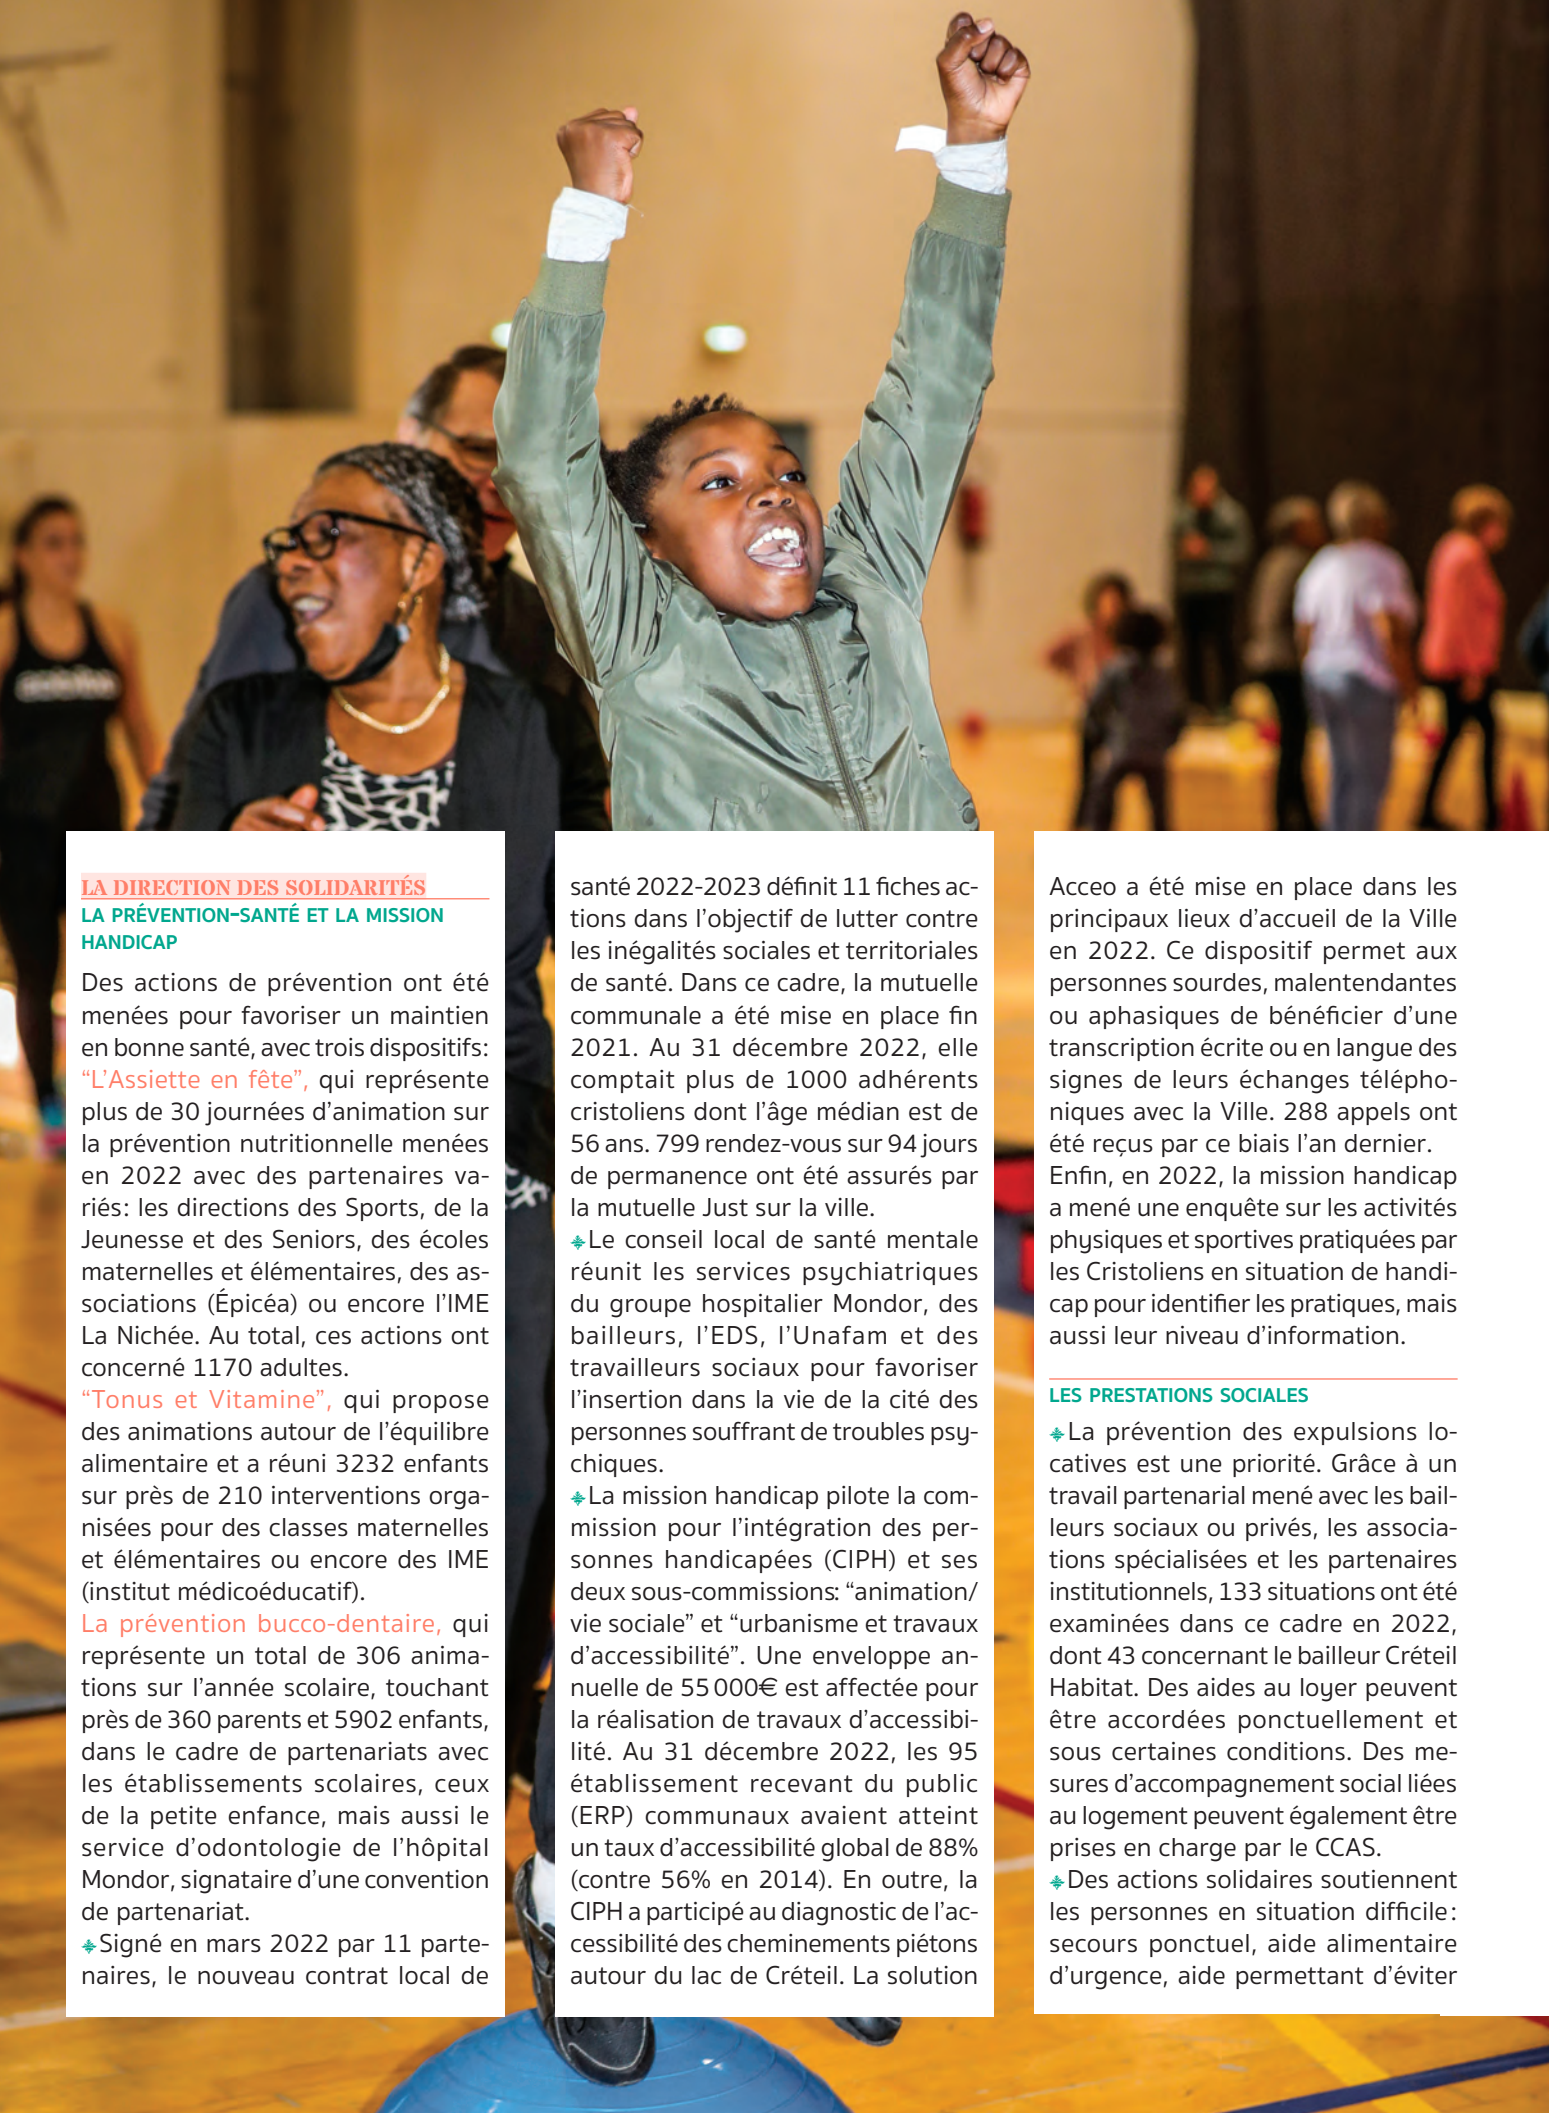 LA DIRECTION DES SOLIDARITÉS
LA PRÉVENTION-SANTÉ ET LA MISSION
HANDICAP
Des actions de prévention ont été
menées pour favoriser un maintien
en bonne santé, avec trois dispositifs:
“L’Assiette en fête”, qui représente
plus de 30 journées d’animation sur
la prévention nutritionnelle menées
en 2022 avec des partenaires va-
riés: les directions des Sports, de la
Jeunesse et des Seniors, des écoles
maternelles et élémentaires, des as-
sociations (Épicéa) ou encore l’IME
La Nichée. Au total, ces actions ont
concerné 1170 adultes.
“Tonus et Vitamine”, qui propose
des animations autour de l’équilibre
alimentaire et a réuni 3232 enfants
sur près de 210 interventions orga-
nisées pour des classes maternelles
et élémentaires ou encore des IME
(institut médicoéducatif).
La prévention bucco-dentaire, qui
représente un total de 306 anima-
tions sur l’année scolaire, touchant
près de 360 parents et 5902 enfants,
dans le cadre de partenariats avec
les établissements scolaires, ceux
de la petite enfance, mais aussi le
service d’odontologie de l’hôpital
Mondor, signataire d’une convention
de partenariat.
Signé en mars 2022 par 11 parte-
naires, le nouveau contrat local de
santé 2022-2023 définit 11 fiches ac-
tions dans l’objectif de lutter contre
les inégalités sociales et territoriales
de santé. Dans ce cadre, la mutuelle
communale a été mise en place fin
2021. Au 31 décembre 2022, elle
comptait plus de 1000 adhérents
cristoliens dont l’âge médian est de
56 ans. 799 rendez-vous sur 94 jours
de permanence ont été assurés par
la mutuelle Just sur la ville.
Le conseil local de santé mentale
réunit les services psychiatriques
du groupe hospitalier Mondor, des
bailleurs, l’EDS, l’Unafam et des
travailleurs sociaux pour favoriser
l’insertion dans la vie de la cité des
personnes souffrant de troubles psy-
chiques.
La mission handicap pilote la com-
mission pour l’intégration des per-
sonnes handicapées (CIPH) et ses
deux sous-commissions: “animation/
vie sociale” et “urbanisme et travaux
d’accessibilité”. Une enveloppe an-
nuelle de 55 000€ est affectée pour
la réalisation de travaux d’accessibi-
lité. Au 31 décembre 2022, les 95
établissement recevant du public
(ERP) communaux avaient atteint
un taux d’accessibilité global de 88%
(contre 56% en 2014). En outre, la
CIPH a participé au diagnostic de l’ac-
cessibilité des cheminements piétons
autour du lac de Créteil. La solution
Acceo a été mise en place dans les
principaux lieux d’accueil de la Ville
en 2022. Ce dispositif permet aux
personnes sourdes, malentendantes
ou aphasiques de bénéficier d’une
transcription écrite ou en langue des
signes de leurs échanges télépho-
niques avec la Ville. 288 appels ont
été reçus par ce biais l’an dernier.
Enfin, en 2022, la mission handicap
a mené une enquête sur les activités
physiques et sportives pratiquées par
les Cristoliens en situation de handi-
cap pour identifier les pratiques, mais
aussi leur niveau d’information.
LES PRESTATIONS SOCIALES
La prévention des expulsions lo-
catives est une priorité. Grâce à un
travail partenarial mené avec les bail-
leurs sociaux ou privés, les associa-
tions spécialisées et les partenaires
institutionnels, 133 situations ont été
examinées dans ce cadre en 2022,
dont 43 concernant le bailleur Créteil
Habitat. Des aides au loyer peuvent
être accordées ponctuellement et
sous certaines conditions. Des me-
sures d’accompagnement social liées
au logement peuvent également être
prises en charge par le CCAS.
Des actions solidaires soutiennent
les personnes en situation difficile:
secours ponctuel, aide alimentaire
d’urgence, aide permettant d’éviter